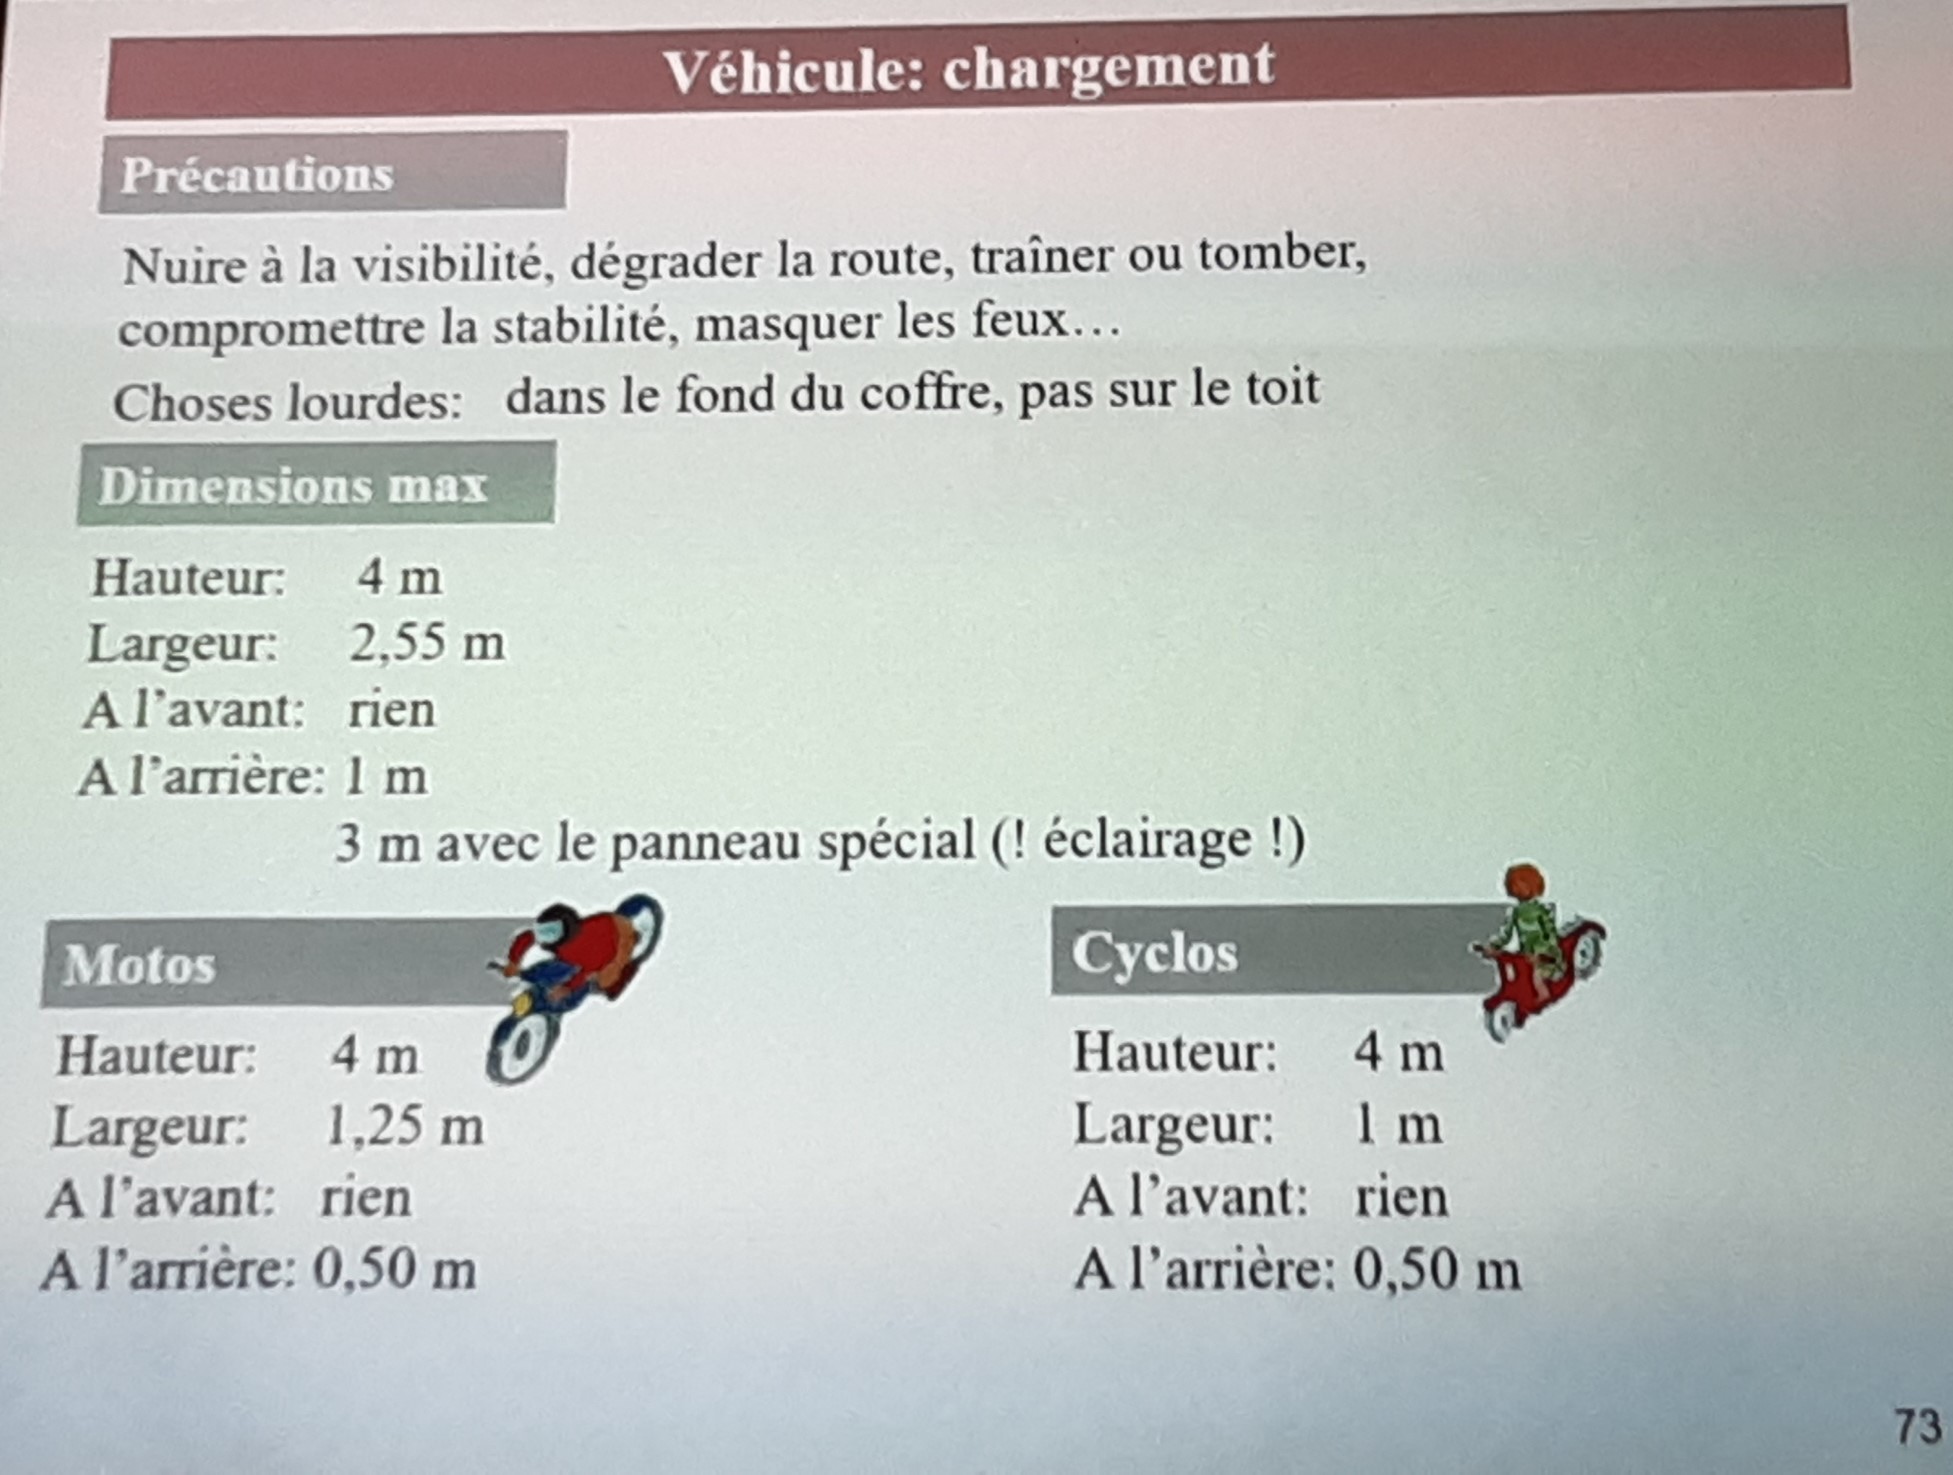 Véhicule: chargement
Précautions
Nuire à la visibilité, dégrader la route, traîner ou tomber,
compromettre la stabilité, masquer les feux…
Choses lourdes: dans le fond du coffre, pas sur le toit
Dimensions max
Hauteur: 4 m
Largeur: 2,55 m
A l’avant: rien
A l’arrière: 1 m
3 m avec le panneau spécial (! éclairage !)
Motos
Hauteur: 4 m
Largeur: 1,25 m
A l’avant: rien
A l’arrière: 0,50 m
Cyclos
Hauteur: 4 m
Largeur: 1 m
A l’avant: rien
A l’arrière: 0,50 m
73